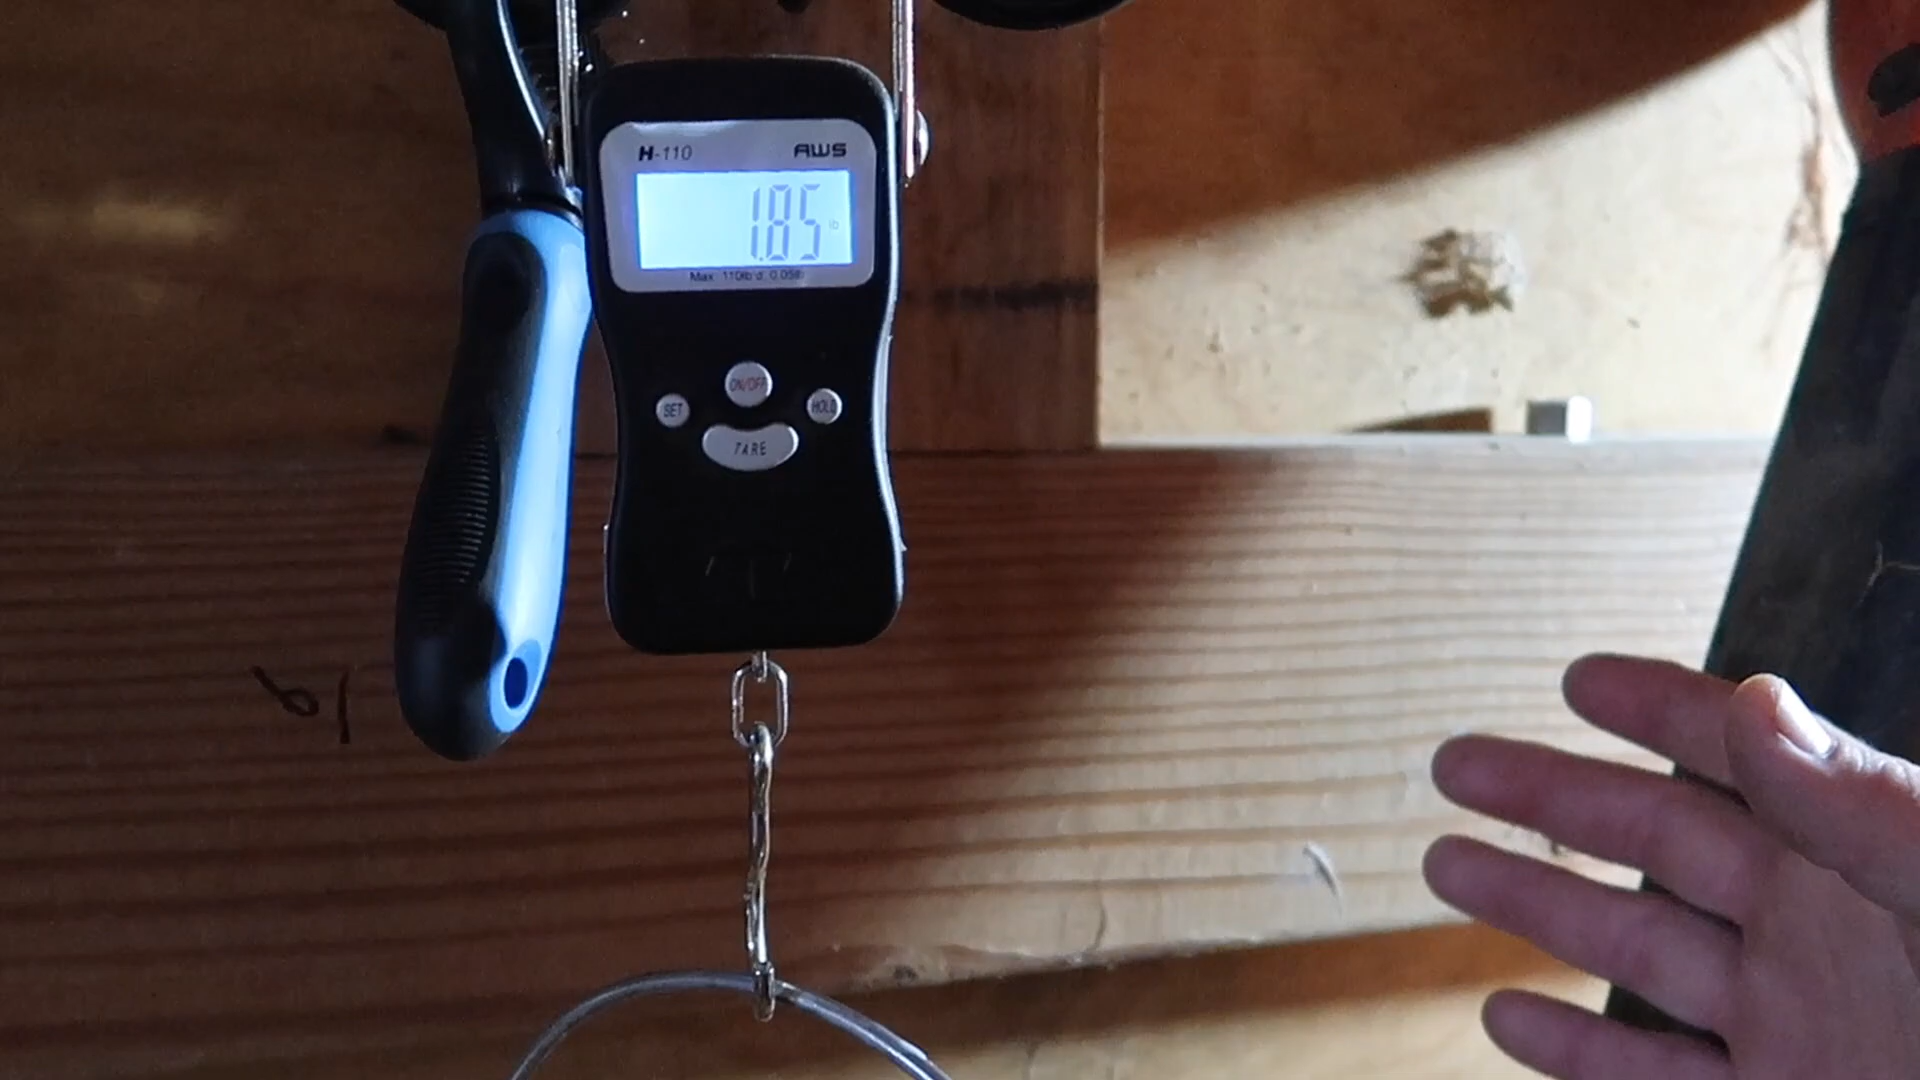 H-110 AWS
1.85 lb
Max: 110lb d: 0.05lb
ON/OFF
SET HOLD
TARE